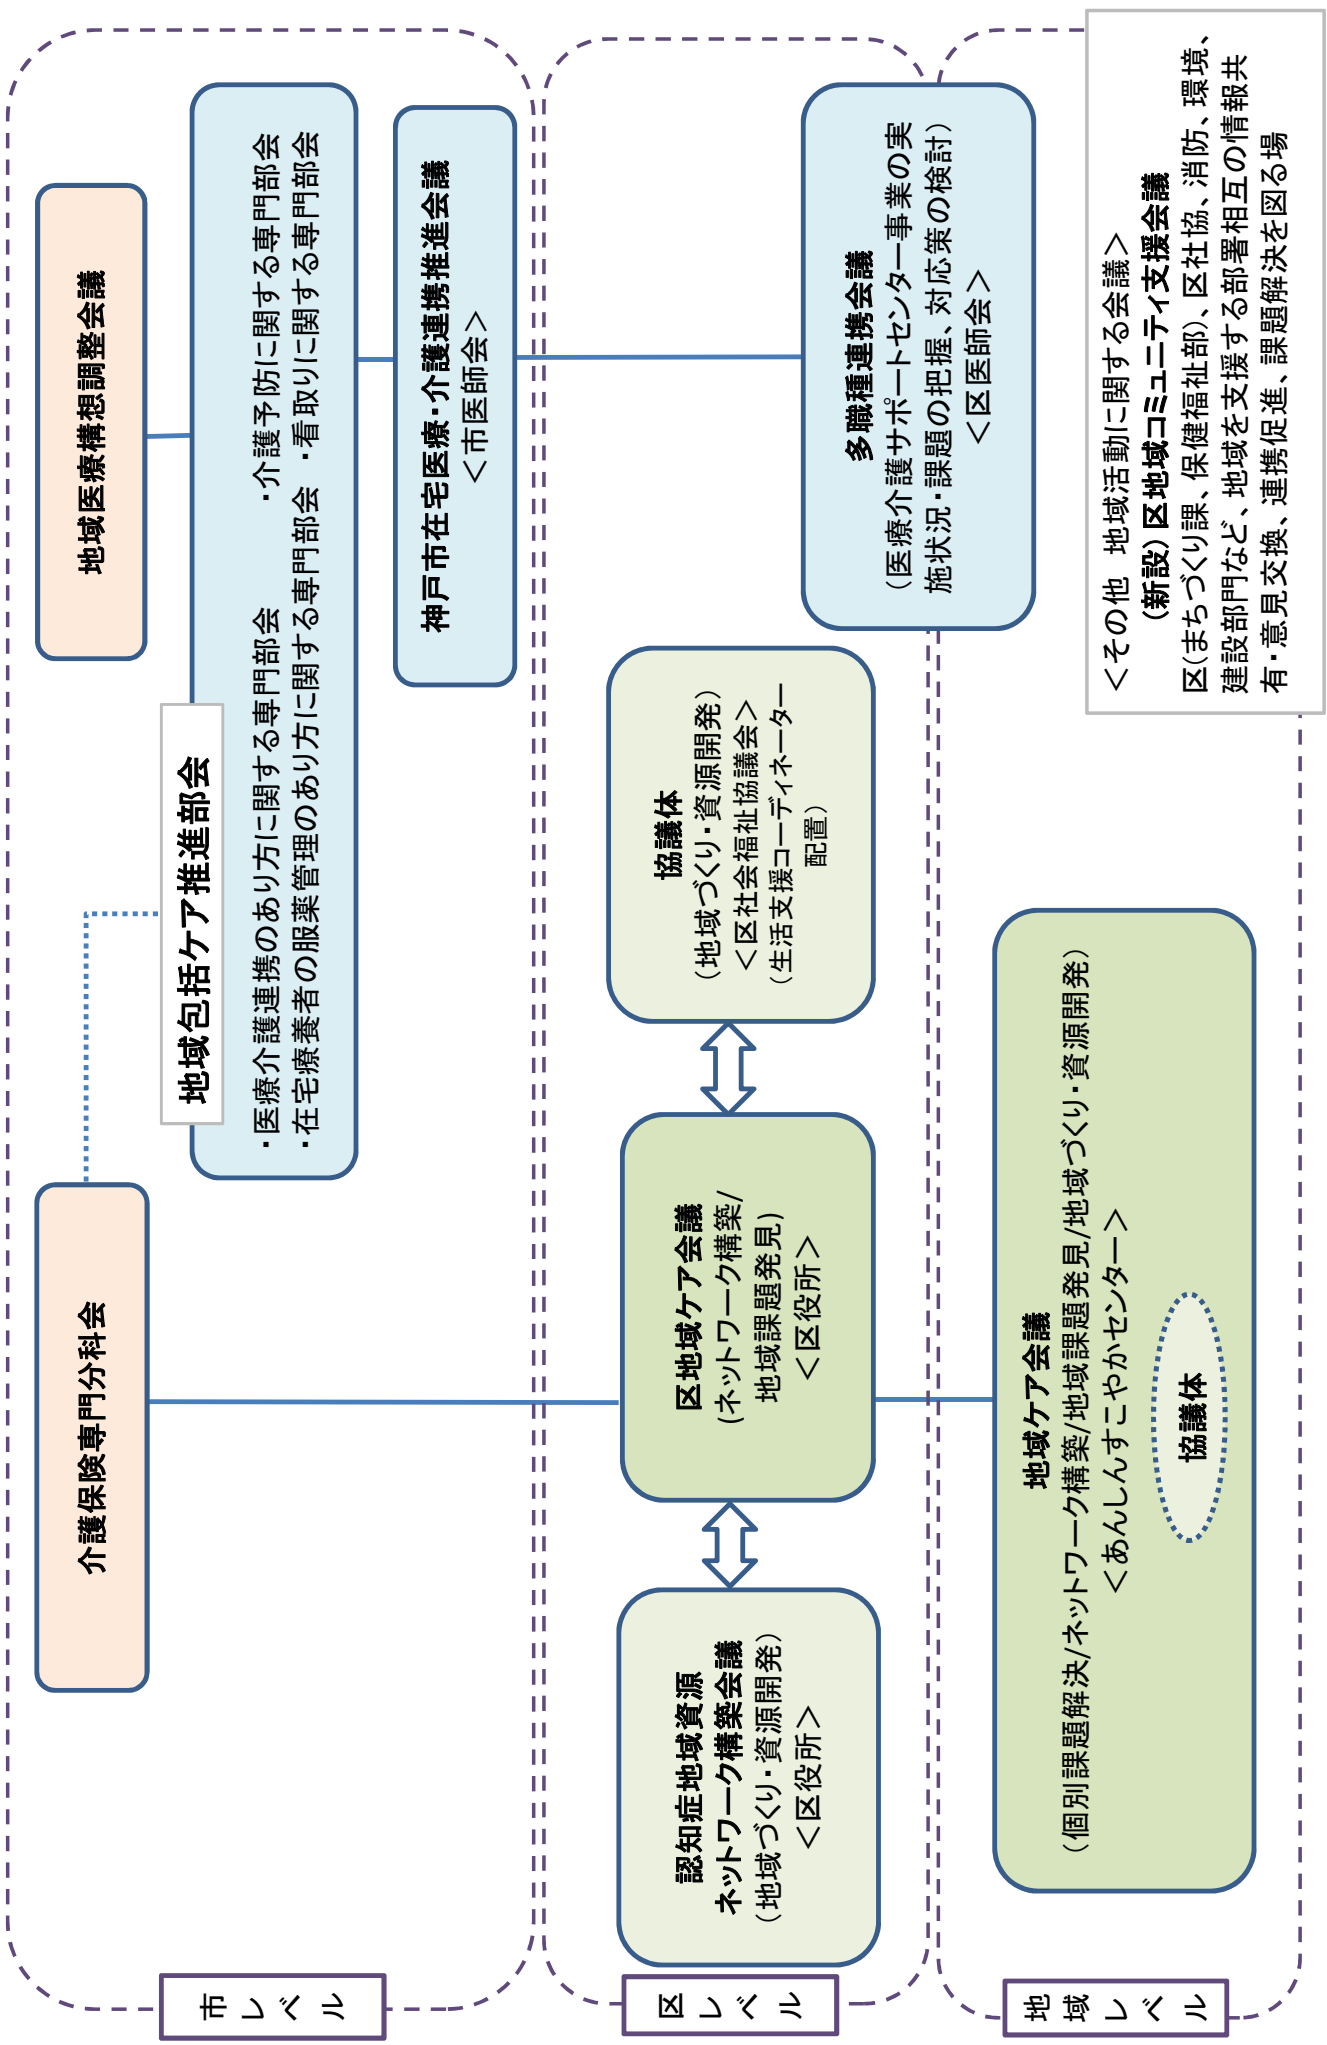 市レベル
介護保険専門分科会
地域医療構想調整会議
地域包括ケア推進部会
・医療介護連携のあり方に関する専門部会　・介護予防に関する専門部会
・在宅療養者の服薬管理のあり方に関する専門部会　・看取りに関する専門部会
神戸市在宅医療・介護連携推進会議
＜市医師会＞
区レベル
認知症地域資源
ネットワーク構築会議
（地域づくり・資源開発）
＜区役所＞
区地域ケア会議
(ネットワーク構築/
地域課題発見)
＜区役所＞
協議体
（地域づくり・資源開発）
＜区社会福祉協議会＞
（生活支援コーディネーター
配置）
多職種連携会議
（医療介護サポートセンター事業の実
施状況・課題の把握、対応策の検討）
＜区医師会＞
地域レベル
地域ケア会議
（個別課題解決/ネットワーク構築/地域課題発見/地域づくり・資源開発）
＜あんしんすこやかセンター＞
協議体
＜その他　地域活動に関する会議＞
（新設）区地域コミュニティ支援会議
区（まちづくり課、保健福祉部）、区社協、消防、環境、
建設部門など、地域を支援する部署相互の情報共
有・意見交換、連携促進、課題解決を図る場